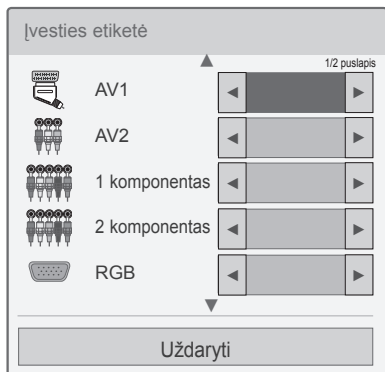 Įvesties etiketė
1/2 puslapis
AV1
AV2
1 komponentas
2 komponentas
RGB
Uždaryti